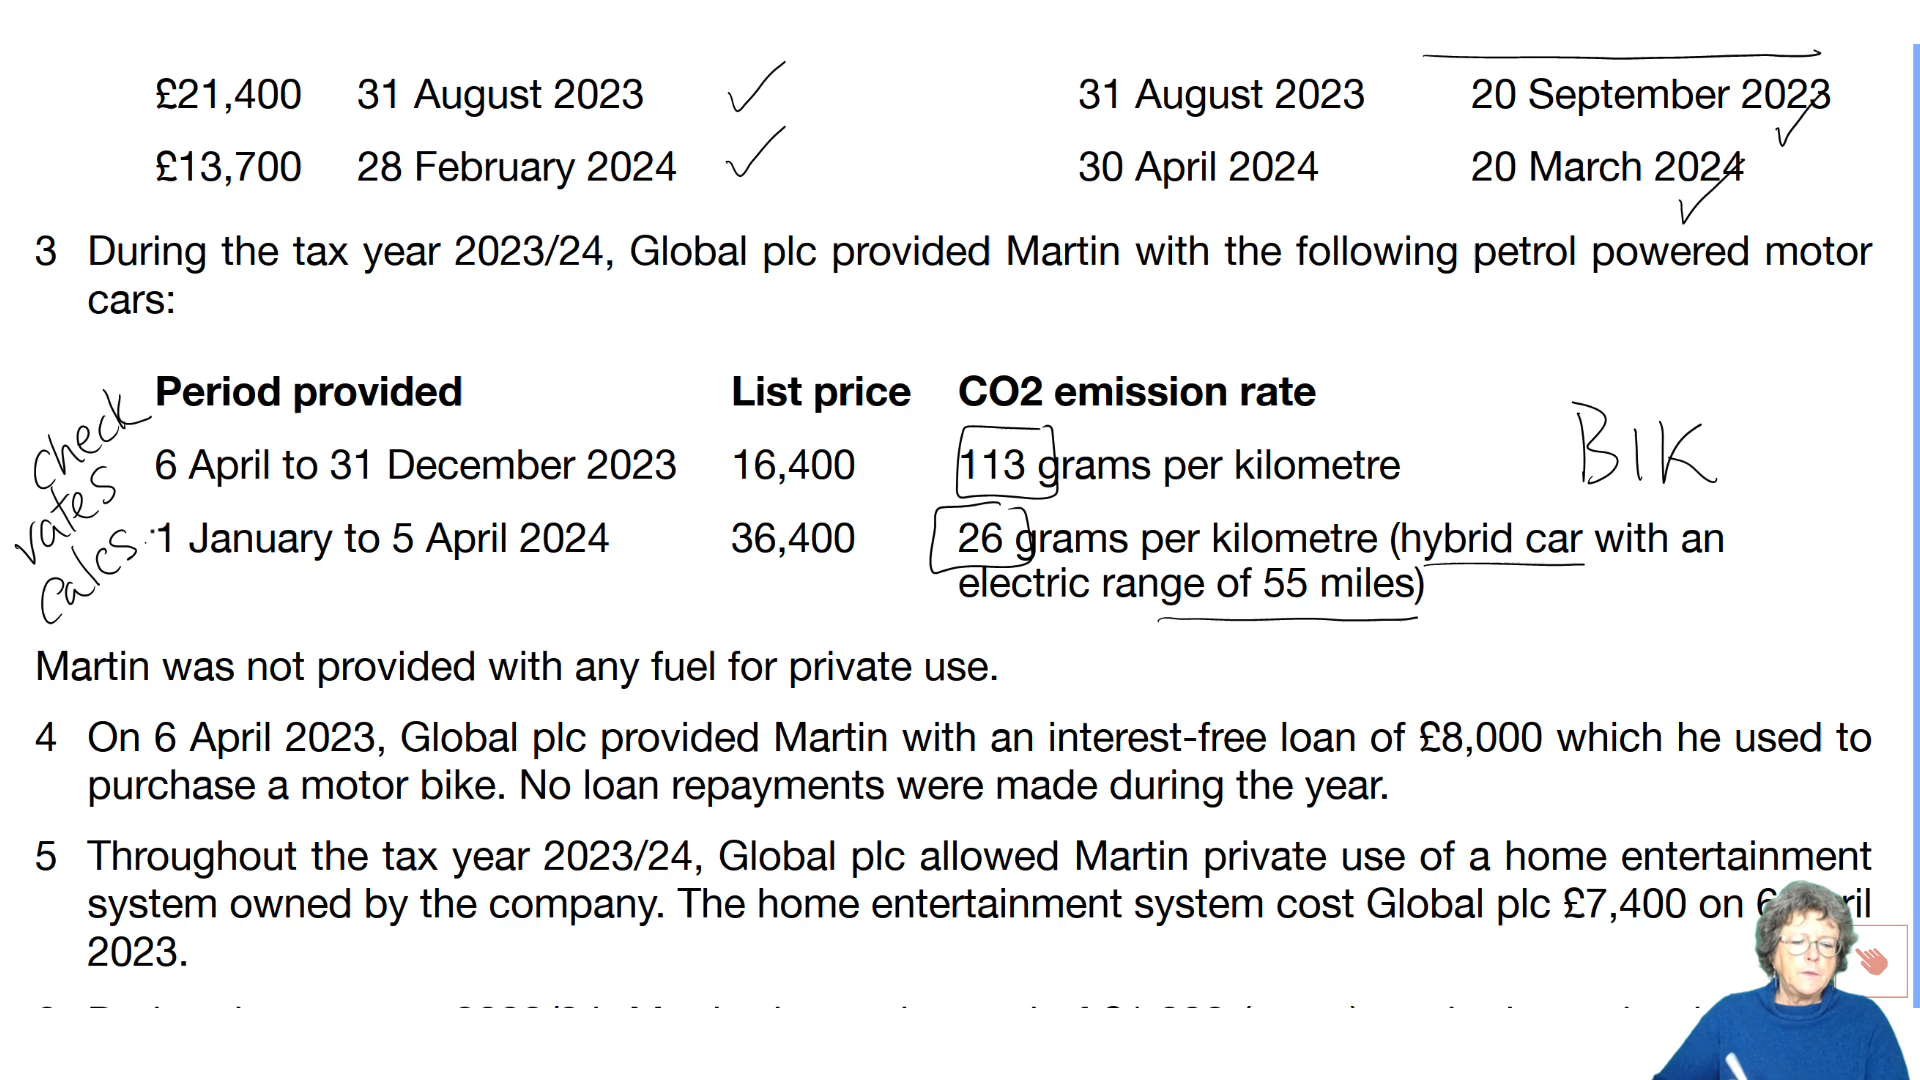 £21,400 31 August 2023 31 August 2023 20 September 2023
£13,700 28 February 2024 30 April 2024 20 March 2024
3 During the tax year 2023/24, Global plc provided Martin with the following petrol powered motor
cars:
check
rates
calcs
Period provided List price CO2 emission rate
6 April to 31 December 2023 16,400 113 grams per kilometre
BIK
1 January to 5 April 2024 36,400 26 grams per kilometre (hybrid car with an
electric range of 55 miles)
Martin was not provided with any fuel for private use.
4 On 6 April 2023, Global plc provided Martin with an interest-free loan of £8,000 which he used to
purchase a motor bike. No loan repayments were made during the year.
5 Throughout the tax year 2023/24, Global plc allowed Martin private use of a home entertainment
system owned by the company. The home entertainment system cost Global plc £7,400 on 6
2023.